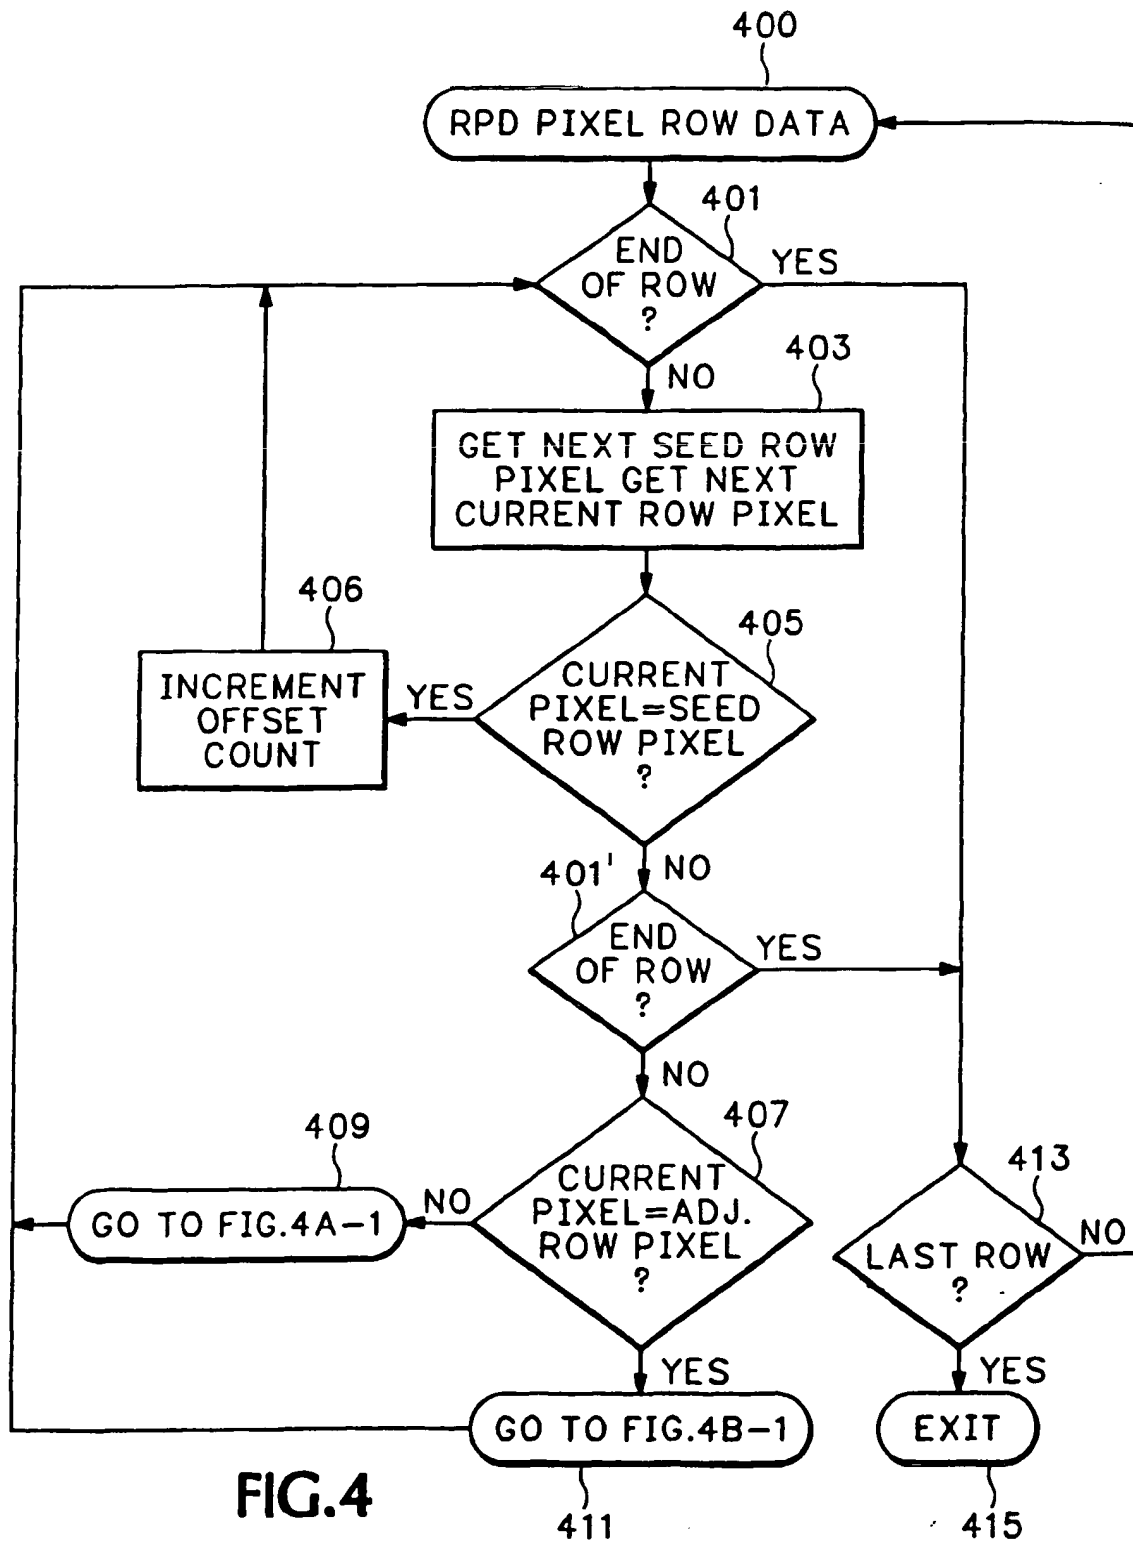 400
RPD PIXEL ROW DATA
401
END
OF ROW
?
YES
NO
403
GET NEXT SEED ROW
PIXEL GET NEXT
CURRENT ROW PIXEL
406
INCREMENT
OFFSET
COUNT
YES
405
CURRENT
PIXEL=SEED
ROW PIXEL
?
NO
401'
END
OF ROW
?
YES
NO
407
CURRENT
PIXEL=ADJ.
ROW PIXEL
?
NO
409
GO TO FIG.4A-1
YES
GO TO FIG.4B-1
411
413
LAST ROW
?
NO
YES
EXIT
415
FIG.4